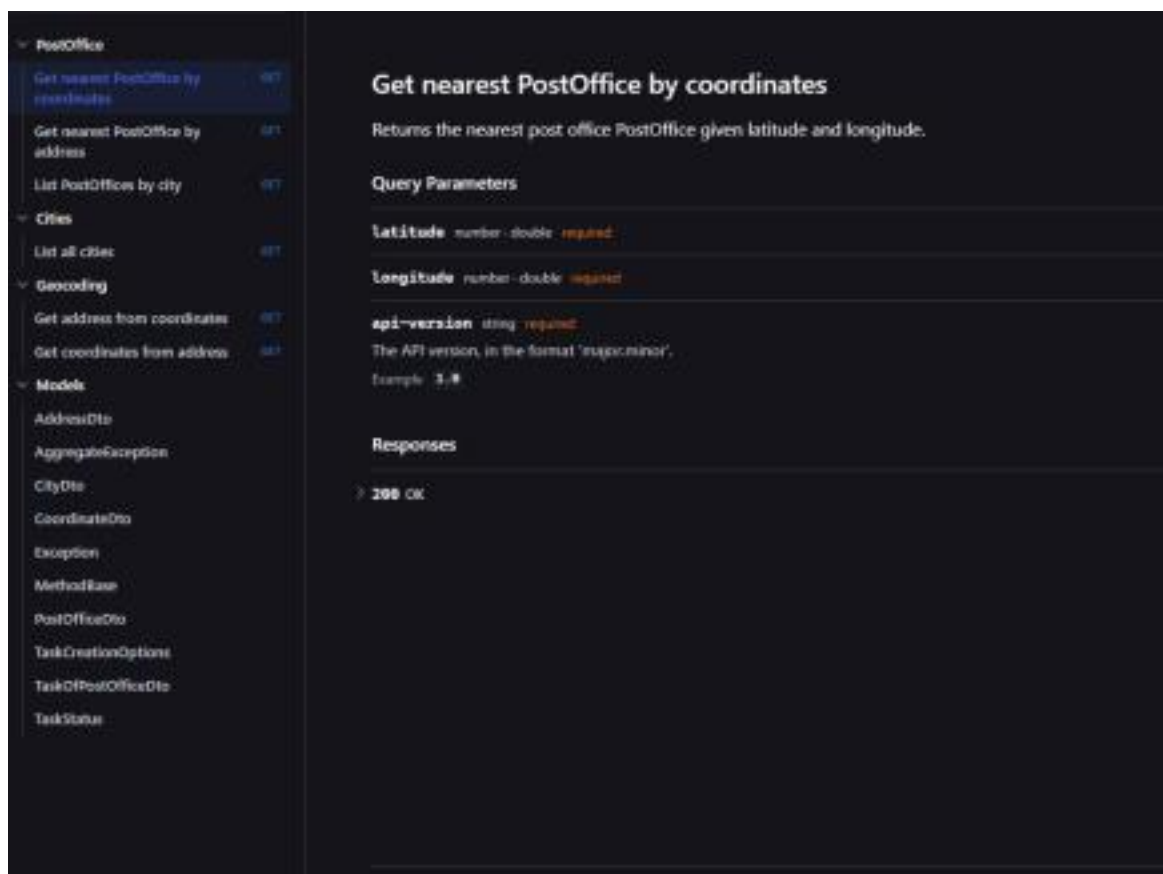 PostOffice
Get nearest PostOffice by GET
coordinates
Get nearest PostOffice by GET
address
List PostOffices by city GET
Cities
List all cities GET
Geocoding
Get address from coordinates GET
Get coordinates from address GET
Models
AddressDto
AggregateException
CityDto
CoordinateDto
Exception
MethodBase
PostOfficeDto
TaskCreationOptions
TaskOfPostOfficeDto
TaskStatus
Get nearest PostOffice by coordinates
Returns the nearest post office PostOffice given latitude and longitude.
Query Parameters
latitude number · double required
longitude number · double required
api-version string required
The API version, in the format 'major.minor'.
Example 1.0
Responses
200 OK